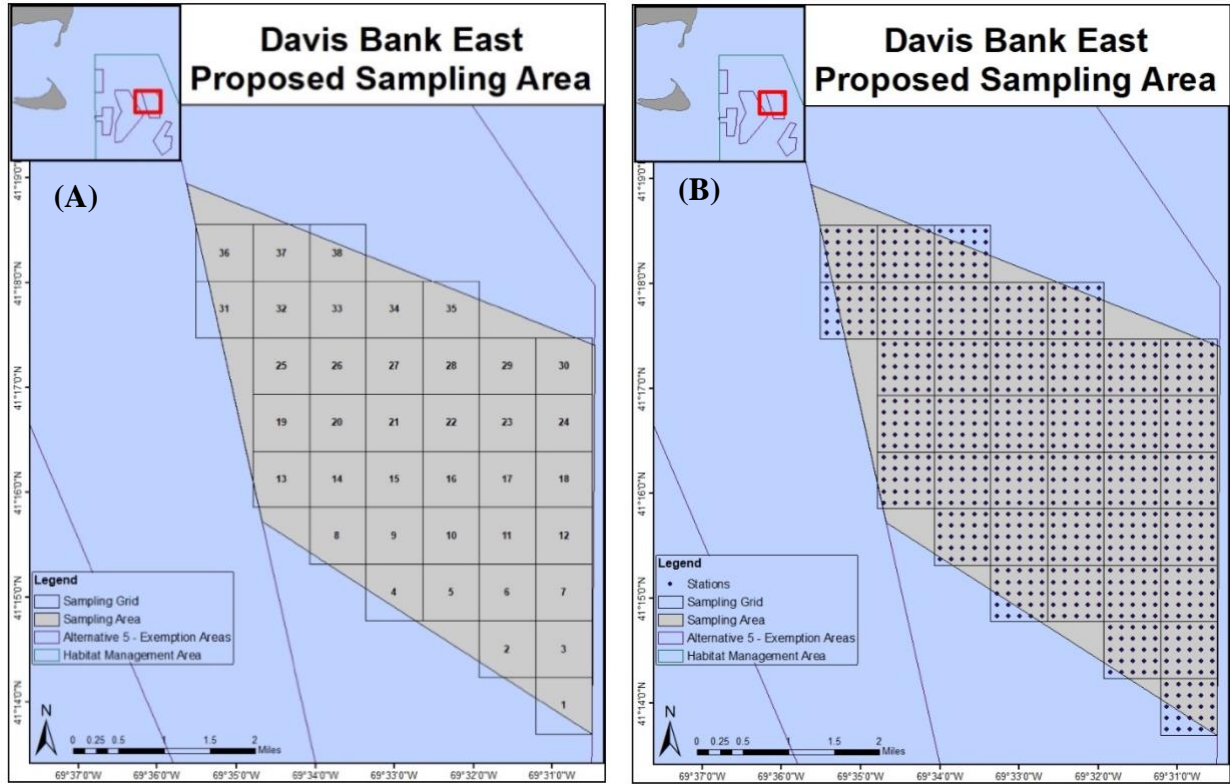 Davis Bank East
Proposed Sampling Area
(A)
41°19'0"N
41°18'0"N
41°17'0"N
41°16'0"N
41°15'0"N
41°14'0"N
36 37 38
31 32 33 34 35
25 26 27 28 29 30
19 20 21 22 23 24
13 14 15 16 17 18
8 9 10 11 12
4 5 6 7
2 3
1
Legend
Sampling Grid
Sampling Area
Alternative 5 - Exemption Areas
Habitat Management Area
N
0 0.25 0.5 1 1.5 2
Miles
69°37'0"W 69°36'0"W 69°35'0"W 69°34'0"W 69°33'0"W 69°32'0"W 69°31'0"W
Davis Bank East
Proposed Sampling Area
(B)
41°19'0"N
41°18'0"N
41°17'0"N
41°16'0"N
41°15'0"N
41°14'0"N
Legend
Stations
Sampling Grid
Sampling Area
Alternative 5 - Exemption Areas
Habitat Management Area
N
0 0.25 0.5 1 1.5 2
Miles
69°37'0"W 69°36'0"W 69°35'0"W 69°34'0"W 69°33'0"W 69°32'0"W 69°31'0"W